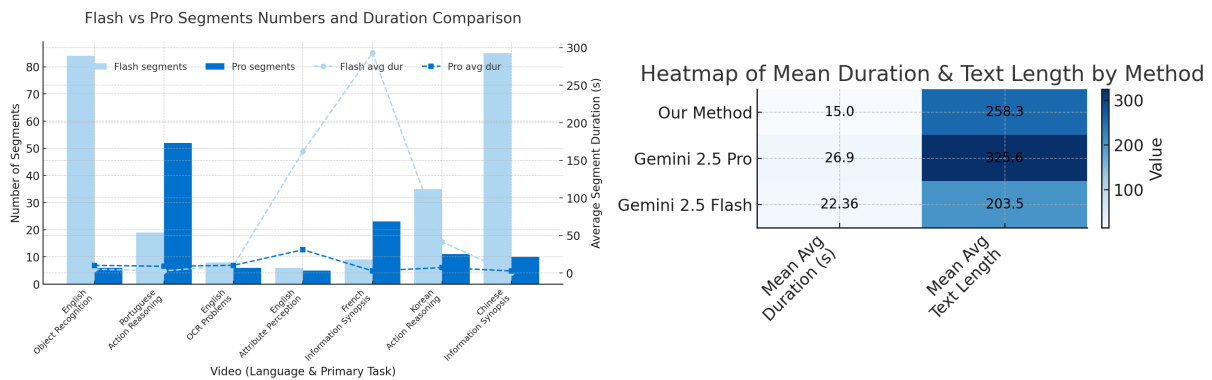 Flash vs Pro Segments Numbers and Duration Comparison
Flash segments
Pro segments
Flash avg dur
Pro avg dur
Number of Segments
0
10
20
30
40
50
60
70
80
Average Segment Duration (s)
0
50
100
150
200
250
300
English
Object Recognition
Portuguese
Action Reasoning
English
OCR Problems
English
Attribute Perception
French
Information Synopsis
Korean
Action Reasoning
Chinese
Information Synopsis
Video (Language & Primary Task)
Heatmap of Mean Duration & Text Length by Method
Our Method
15.0
258.3
Gemini 2.5 Pro
26.9
325.6
Gemini 2.5 Flash
22.36
203.5
Mean Avg
Duration (s)
Mean Avg
Text Length
300
200
100
Value